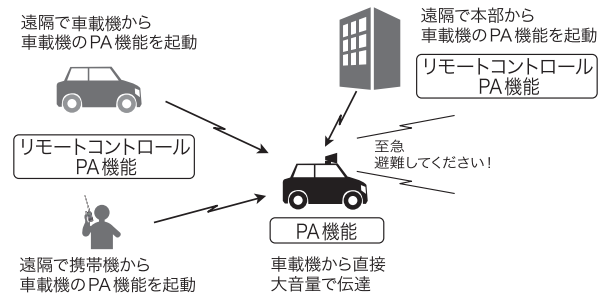 遠隔で車載機から
車載機のPA機能を起動
リモートコントロール
PA機能
遠隔で携帯機から
車載機のPA機能を起動
遠隔で本部から
車載機のPA機能を起動
リモートコントロール
PA機能
至急
避難してください!
PA機能
車載機から直接
大音量で伝達